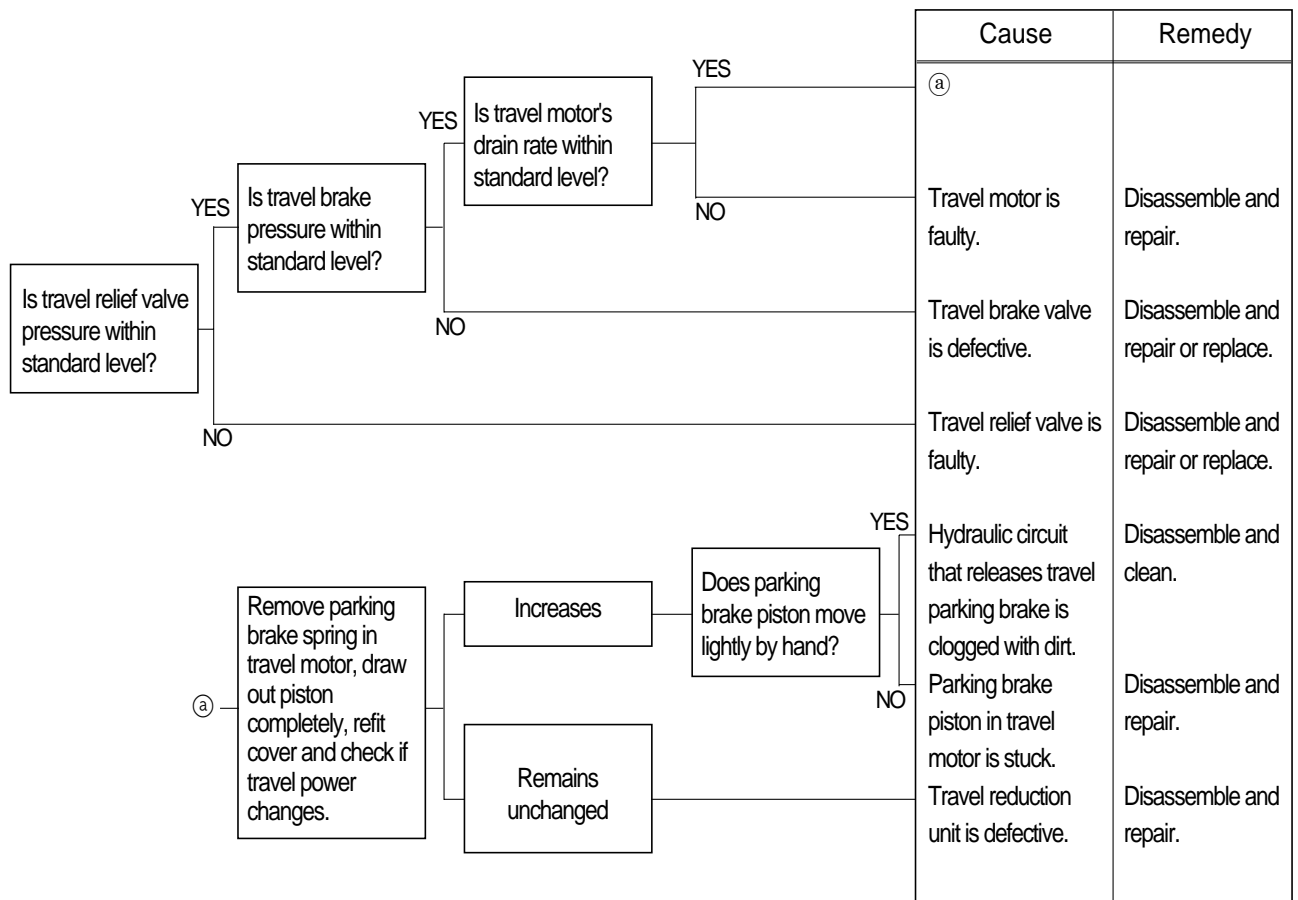 Cause
Remedy
YES
ⓐ
YES
Is travel motor's
drain rate within
standard level?
YES
Is travel brake
pressure within
standard level?
NO
Travel motor is
faulty.
Disassemble and
repair.
Is travel relief valve
pressure within
standard level?
NO
Travel brake valve
is defective.
Disassemble and
repair or replace.
NO
Travel relief valve is
faulty.
Disassemble and
repair or replace.
ⓐ
Remove parking
brake spring in
travel motor, draw
out piston
completely, refit
cover and check if
travel power
changes.
Increases
Does parking
brake piston move
lightly by hand?
YES
Hydraulic circuit
that releases travel
parking brake is
clogged with dirt.
Disassemble and
clean.
NO
Parking brake
piston in travel
motor is stuck.
Disassemble and
repair.
Remains
unchanged
Travel reduction
unit is defective.
Disassemble and
repair.